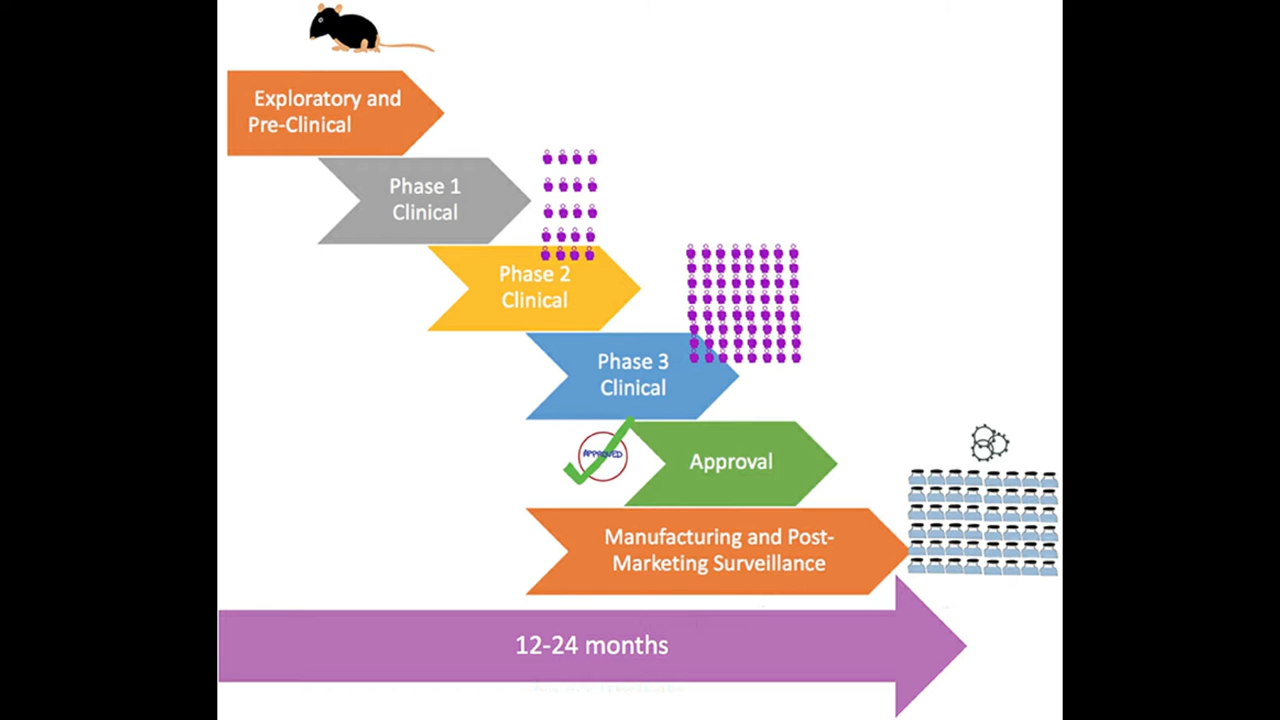 Exploratory and
Pre-Clinical
Phase 1
Clinical
Phase 2
Clinical
Phase 3
Clinical
APPROVED
Approval
Manufacturing and Post-
Marketing Surveillance
12-24 months